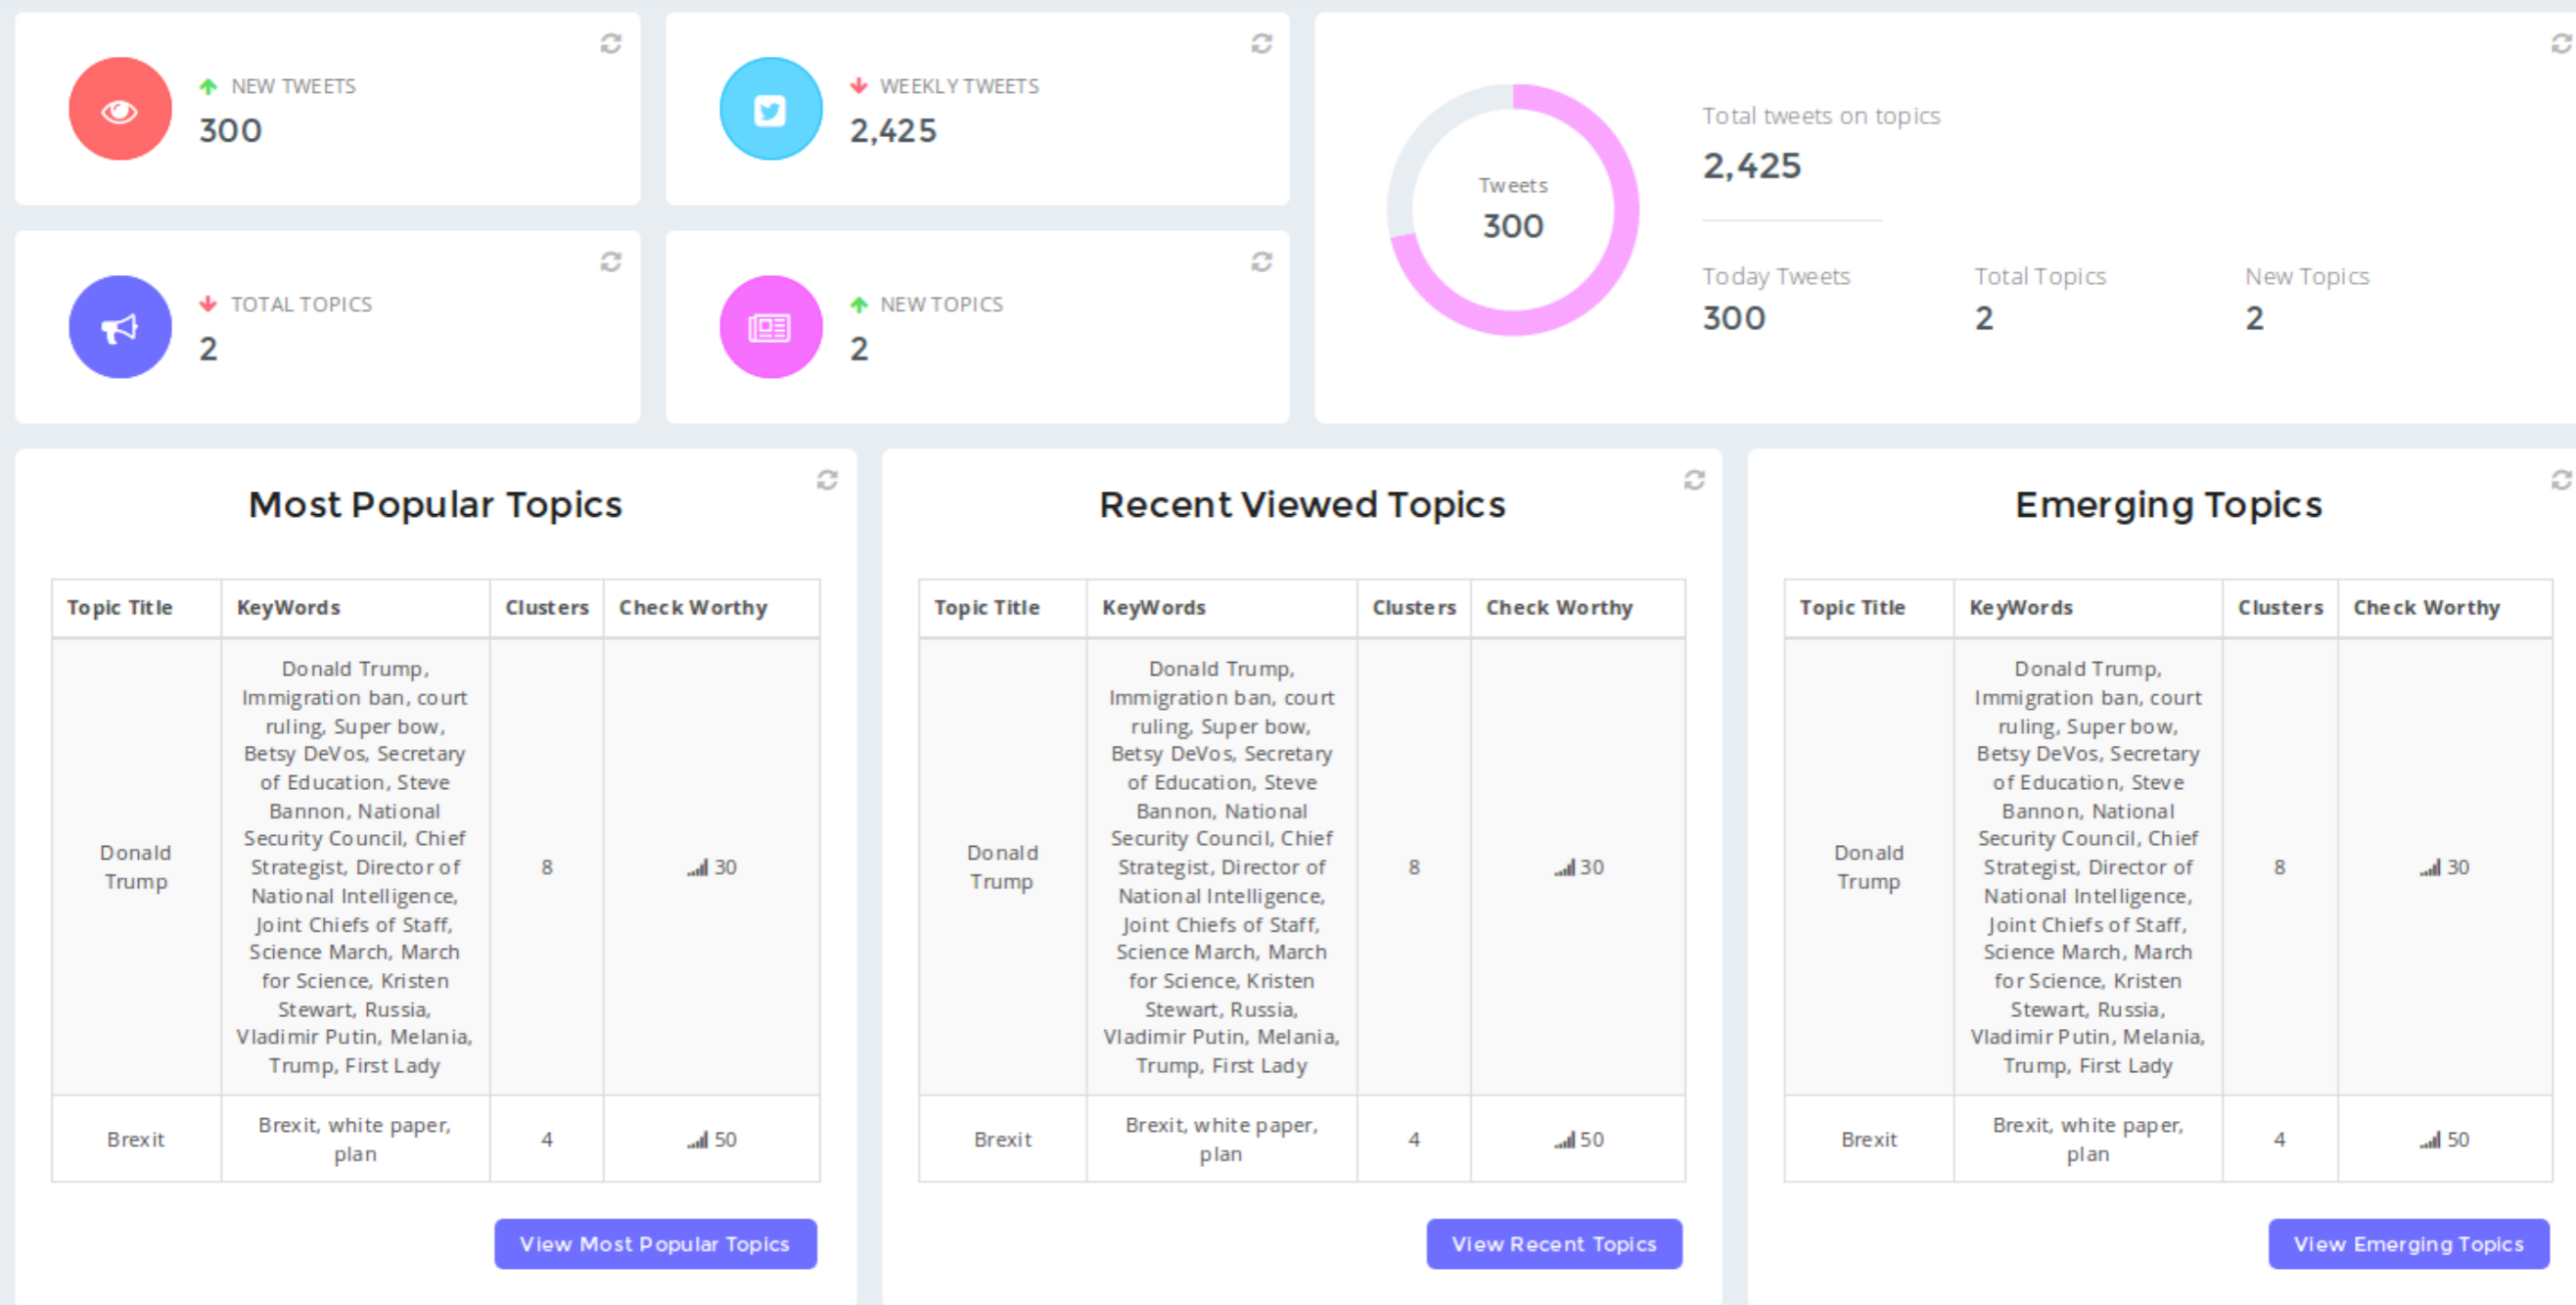 NEW TWEETS
300
WEEKLY TWEETS
2,425
TOTAL TOPICS
2
NEW TOPICS
2
Tweets
300
Total tweets on topics
2,425
Today Tweets
300
Total Topics
2
New Topics
2
Most Popular Topics
Topic Title KeyWords Clusters Check Worthy
Donald
Trump
Donald Trump,
Immigration ban, court
ruling, Super bow,
Betsy DeVos, Secretary
of Education, Steve
Bannon, National
Security Council, Chief
Strategist, Director of
National Intelligence,
Joint Chiefs of Staff,
Science March, March
for Science, Kristen
Stewart, Russia,
Vladimir Putin, Melania,
Trump, First Lady
8
30
Brexit
Brexit, white paper,
plan
4
50
View Most Popular Topics
Recent Viewed Topics
Topic Title KeyWords Clusters Check Worthy
Donald
Trump
Donald Trump,
Immigration ban, court
ruling, Super bow,
Betsy DeVos, Secretary
of Education, Steve
Bannon, National
Security Council, Chief
Strategist, Director of
National Intelligence,
Joint Chiefs of Staff,
Science March, March
for Science, Kristen
Stewart, Russia,
Vladimir Putin, Melania,
Trump, First Lady
8
30
Brexit
Brexit, white paper,
plan
4
50
View Recent Topics
Emerging Topics
Topic Title KeyWords Clusters Check Worthy
Donald
Trump
Donald Trump,
Immigration ban, court
ruling, Super bow,
Betsy DeVos, Secretary
of Education, Steve
Bannon, National
Security Council, Chief
Strategist, Director of
National Intelligence,
Joint Chiefs of Staff,
Science March, March
for Science, Kristen
Stewart, Russia,
Vladimir Putin, Melania,
Trump, First Lady
8
30
Brexit
Brexit, white paper,
plan
4
50
View Emerging Topics